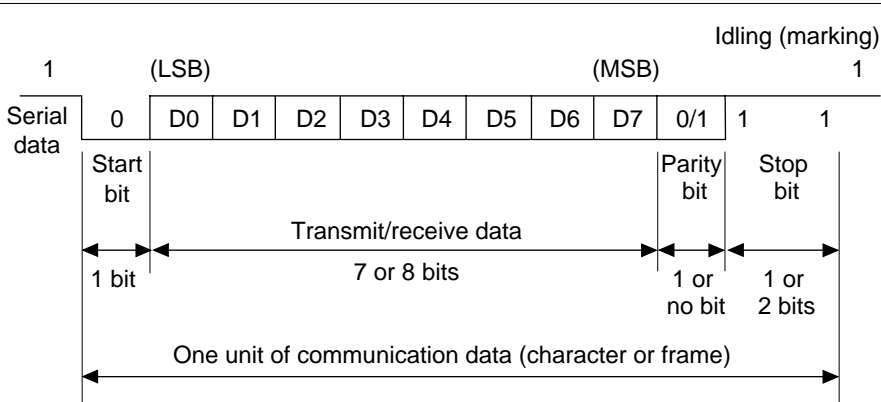 Idling (marking)
1 (LSB) (MSB) 1
Serial data 0 D0 D1 D2 D3 D4 D5 D6 D7 0/1 1 1
Start bit
Parity bit
Stop bit
Transmit/receive data
1 bit
7 or 8 bits
1 or no bit
1 or 2 bits
One unit of communication data (character or frame)